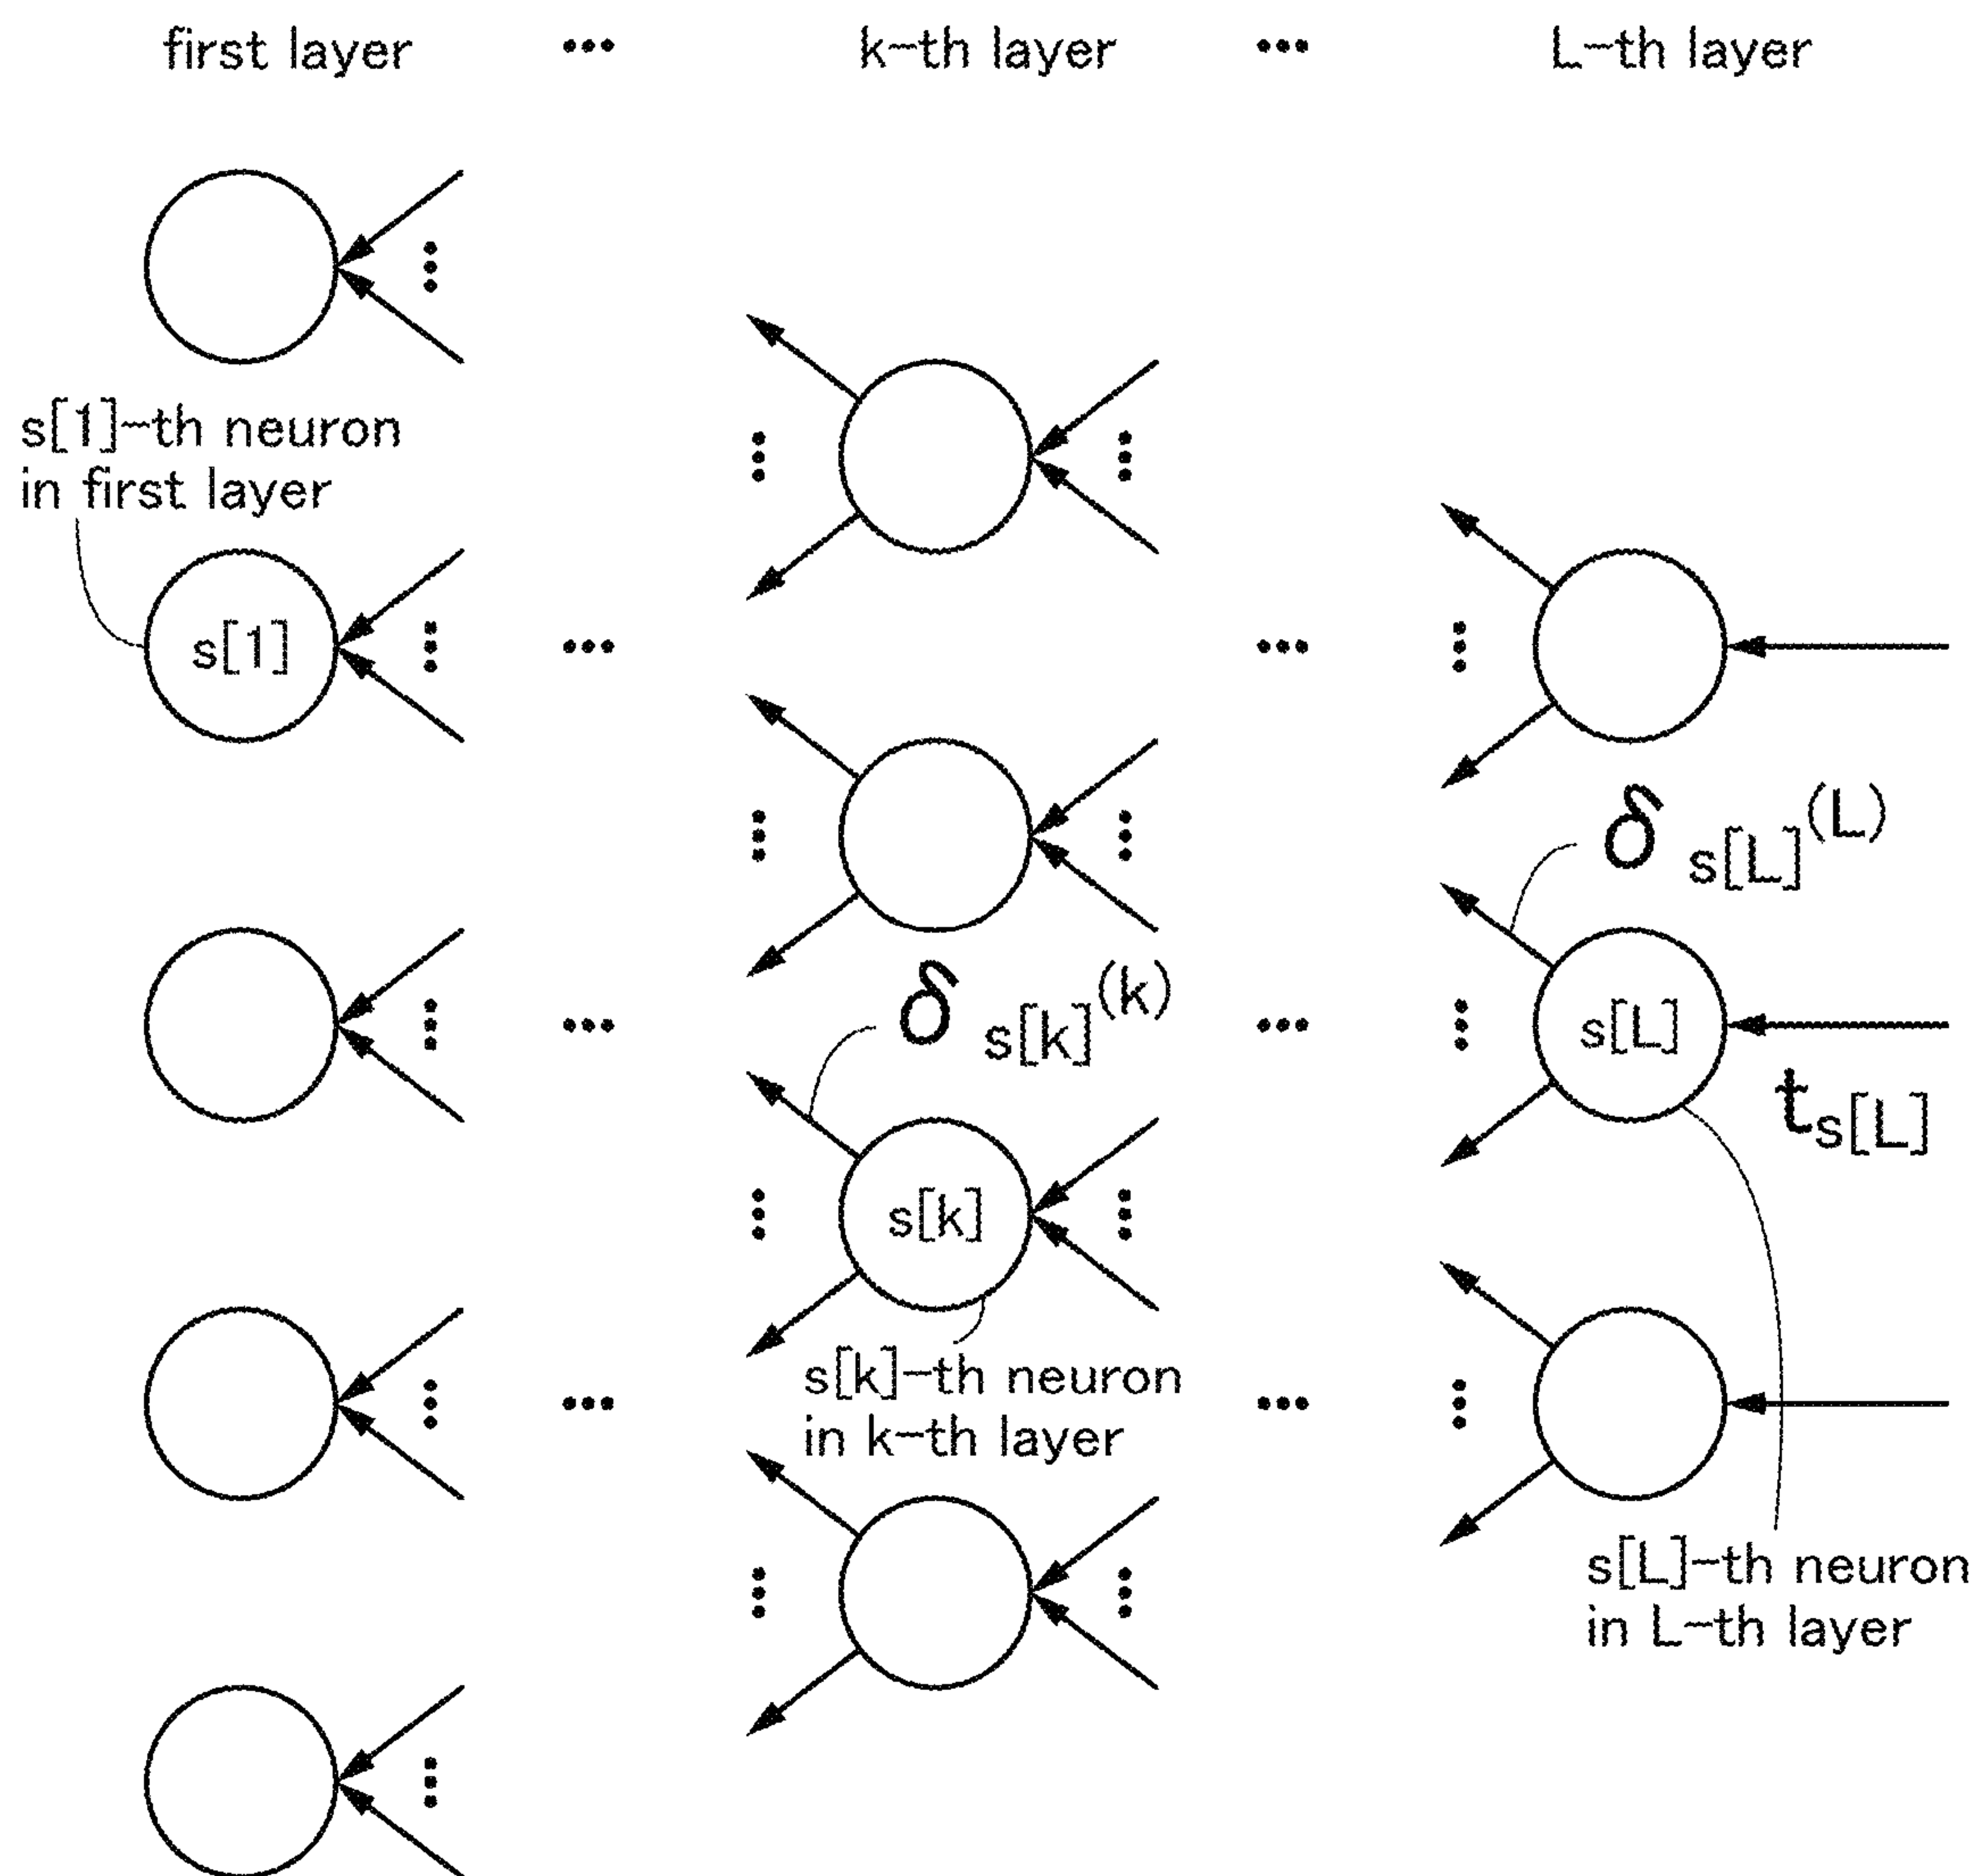 first layer ••• k-th layer ••• L-th layer
s[1]-th neuron
in first layer
s[1]
δ s[L](L)
δ s[k](k)
s[L]
ts[L]
s[k]
s[k]-th neuron
in k-th layer
s[L]-th neuron
in L-th layer